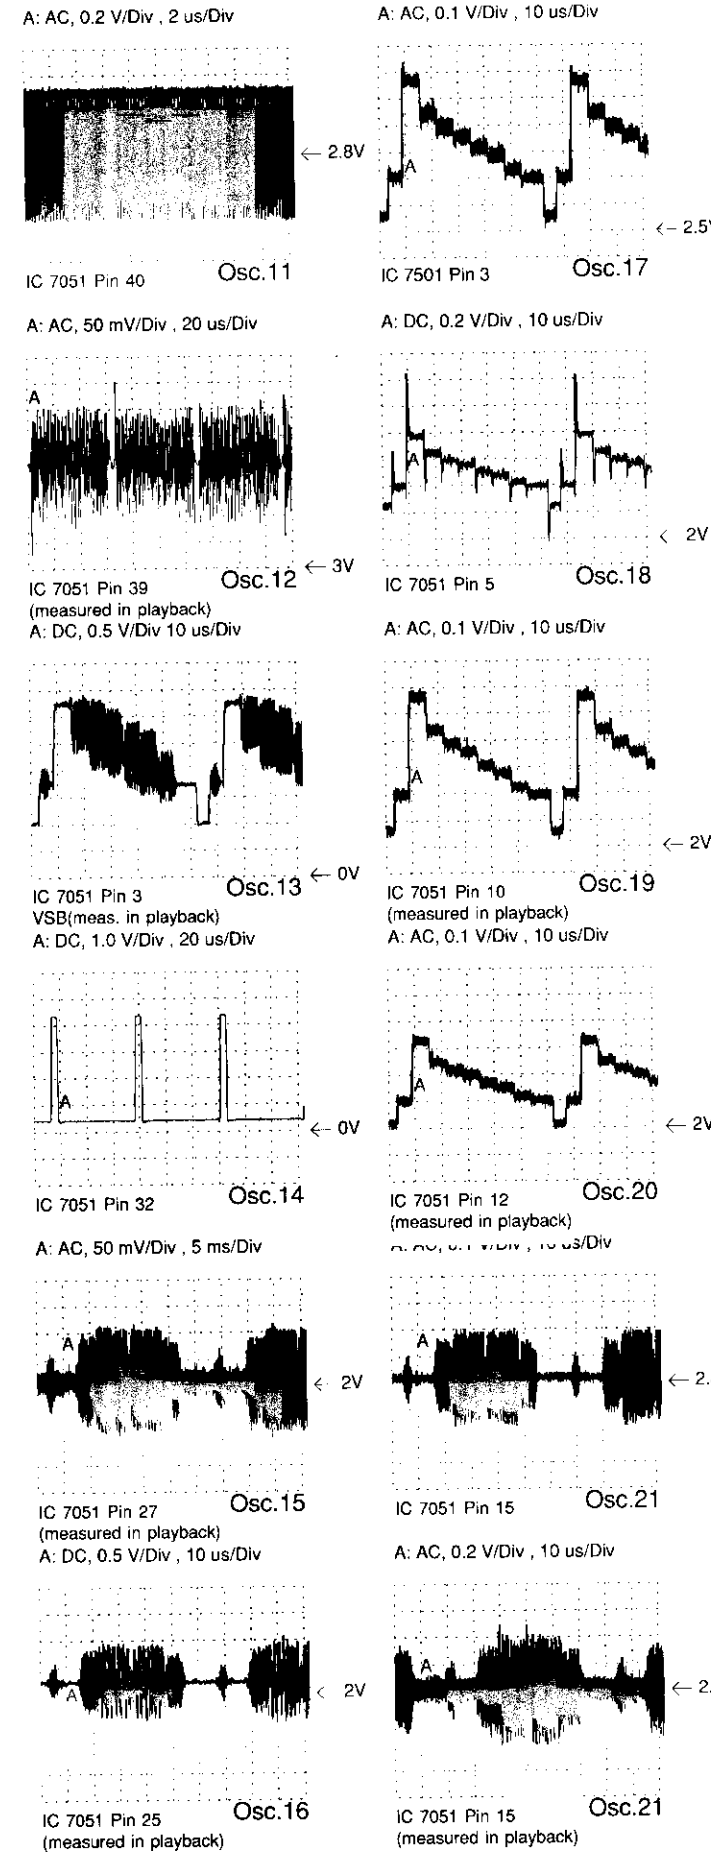 A: AC, 0.2 V/Div , 2 us/Div
← 2.8V
IC 7051 Pin 40
Osc.11
A: AC, 50 mV/Div , 20 us/Div
A
← 3V
IC 7051 Pin 39
Osc.12
(measured in playback)
A: DC, 0.5 V/Div 10 us/Div
← 0V
IC 7051 Pin 3
Osc.13
VSB(meas. in playback)
A: DC, 1.0 V/Div , 20 us/Div
A
← 0V
IC 7051 Pin 32
Osc.14
A: AC, 50 mV/Div , 5 ms/Div
A
← 2V
IC 7051 Pin 27
Osc.15
(measured in playback)
A: DC, 0.5 V/Div , 10 us/Div
A
← 2V
IC 7051 Pin 25
Osc.16
(measured in playback)
A: AC, 0.1 V/Div , 10 us/Div
A
← 2.5V
IC 7501 Pin 3
Osc.17
A: DC, 0.2 V/Div , 10 us/Div
A
← 2V
IC 7051 Pin 5
Osc.18
A: AC, 0.1 V/Div , 10 us/Div
A
← 2V
IC 7051 Pin 10
Osc.19
(measured in playback)
A: AC, 0.1 V/Div , 10 us/Div
A
← 2V
IC 7051 Pin 12
Osc.20
(measured in playback)
A: AC, 0.1 V/Div , 10 us/Div
A
← 2.
IC 7051 Pin 15
Osc.21
A: AC, 0.2 V/Div , 10 us/Div
A
← 2.
IC 7051 Pin 15
Osc.21
(measured in playback)